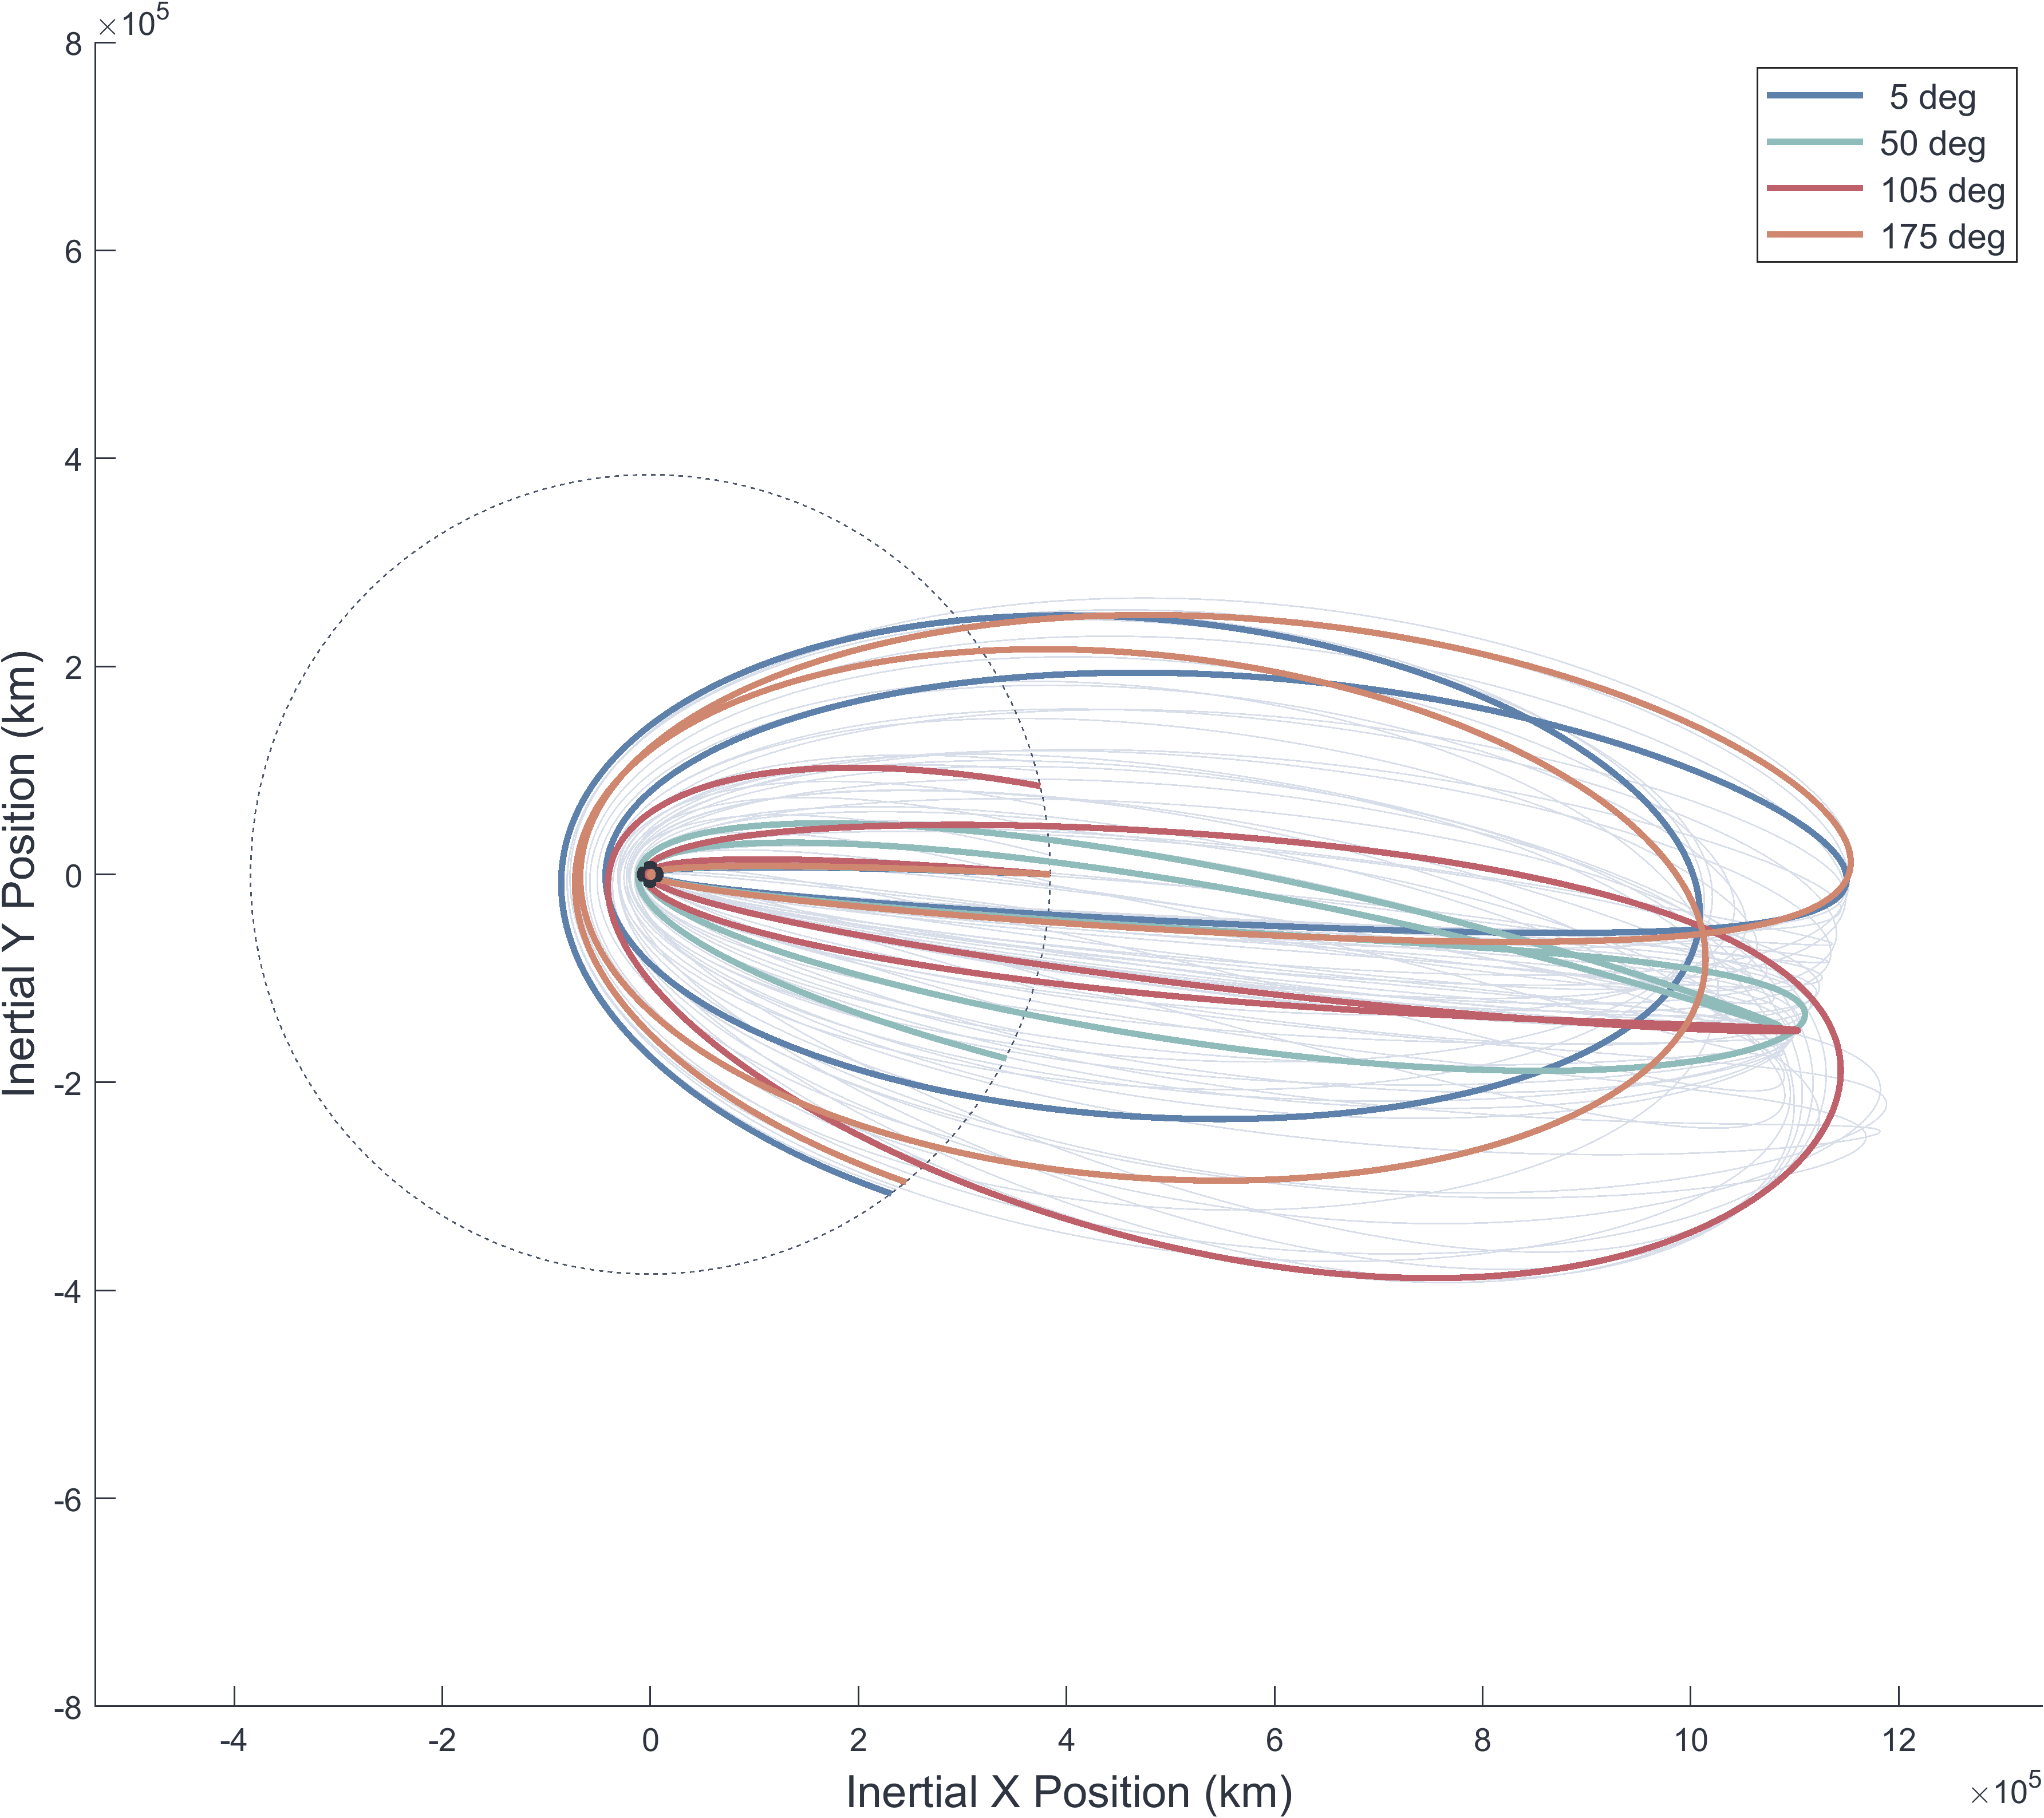 ×10^5
8
6
4
2
0
-2
-4
-6
-8
Inertial Y Position (km)
5 deg
50 deg
105 deg
175 deg
-4 -2 0 2 4 6 8 10 12
Inertial X Position (km)
×10^5